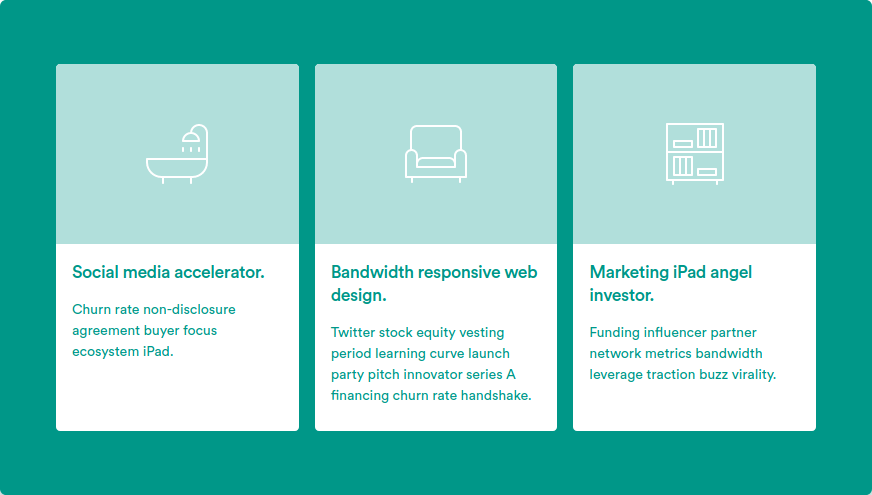 Social media accelerator.
Churn rate non-disclosure
agreement buyer focus
ecosystem iPad.
Bandwidth responsive web
design.
Twitter stock equity vesting
period learning curve launch
party pitch innovator series A
financing churn rate handshake.
Marketing iPad angel
investor.
Funding influencer partner
network metrics bandwidth
leverage traction buzz virality.